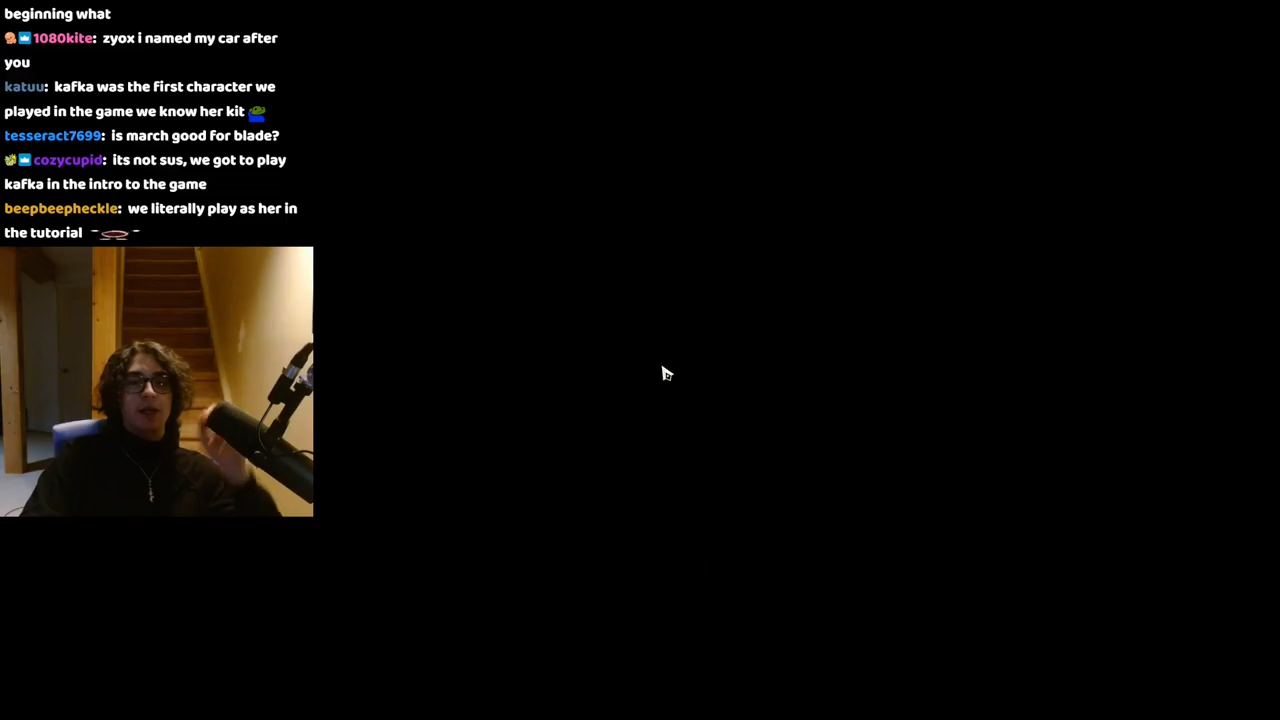 beginning what
1080kite: zyox i named my car after
you
katuu: kafka was the first character we
played in the game we know her kit
tesseract7699: is march good for blade?
cozycupid: its not sus, we got to play
kafka in the intro to the game
beepbeepheckle: we literally play as her in
the tutorial